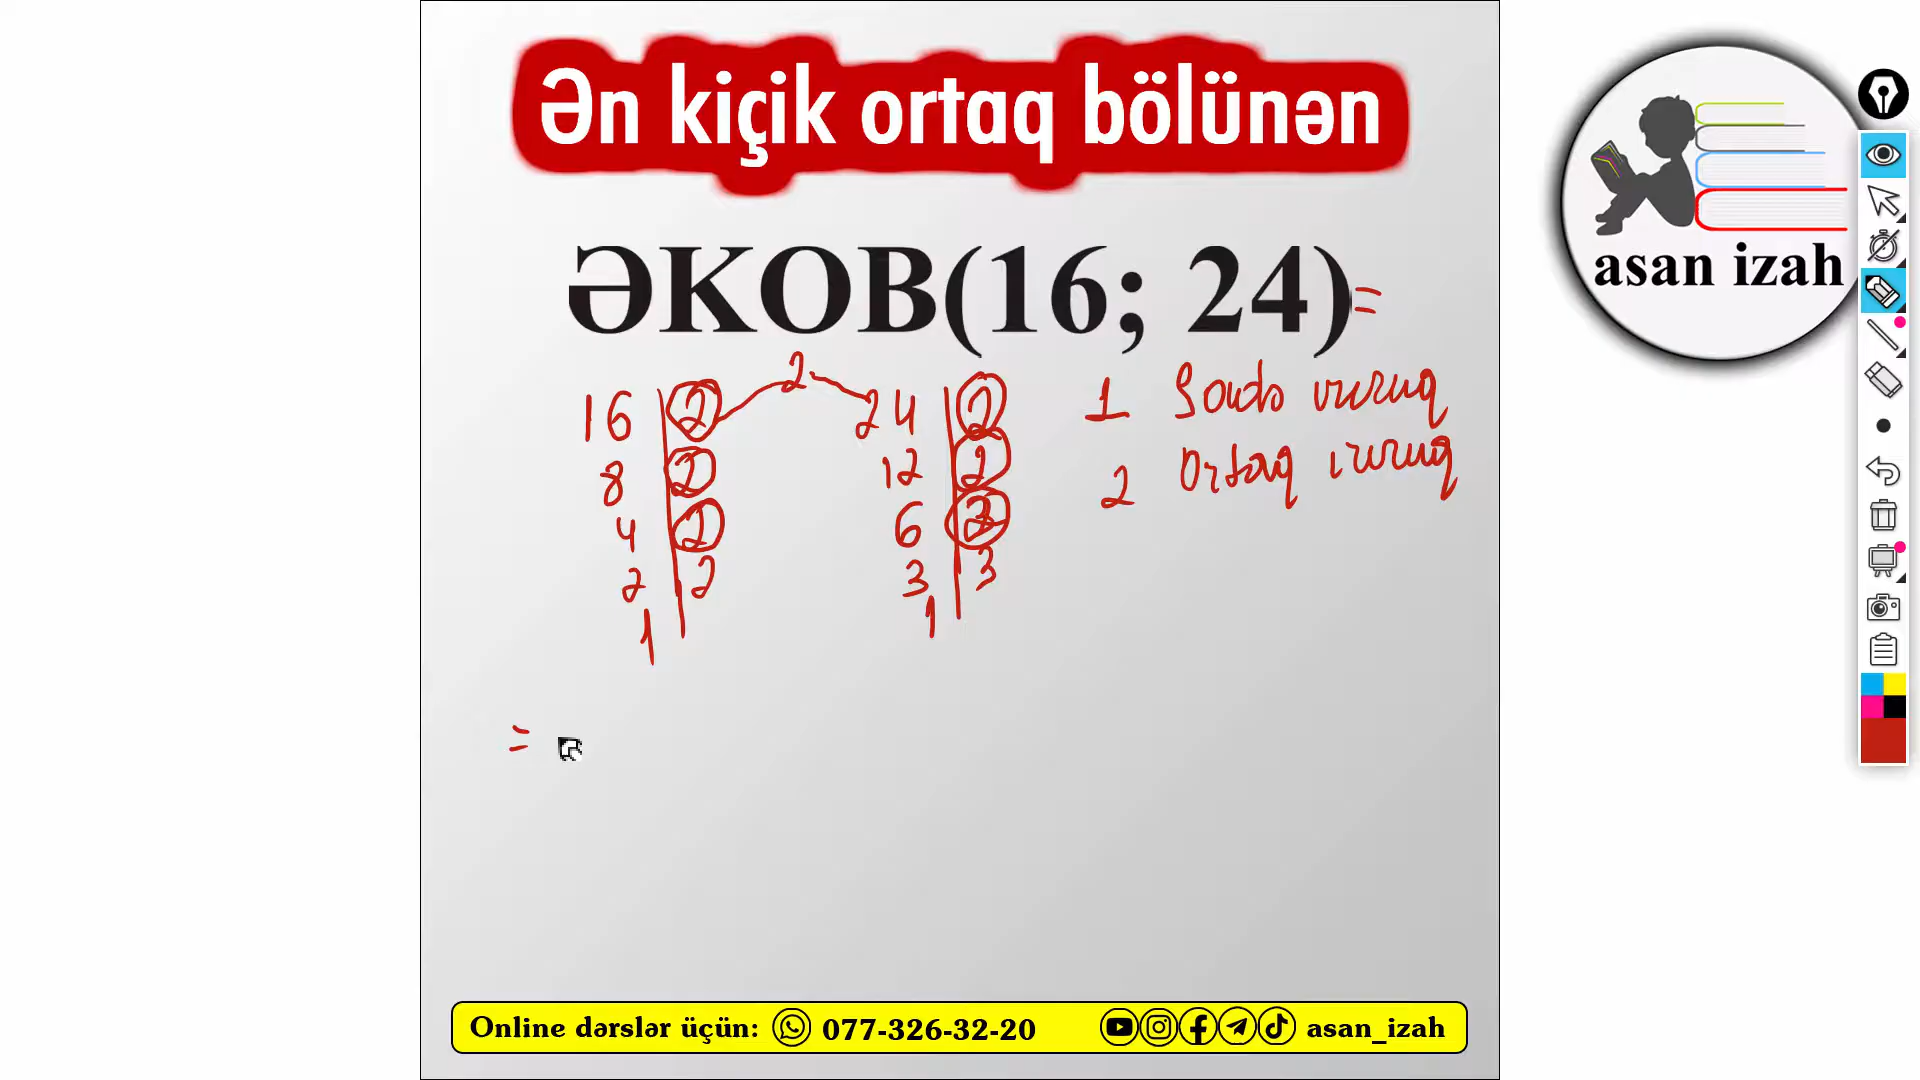 Ən kiçik ortaq bölünən
asan izah
ƏKOB(16; 24)=
2
16 2 24 2 1 Sadə vuruq
8 2 12 2 2 Ortaq vuruq
4 2 6 2
2 2 3 3
1 1
=
Online dərslər üçün: 077-326-32-20 asan_izah